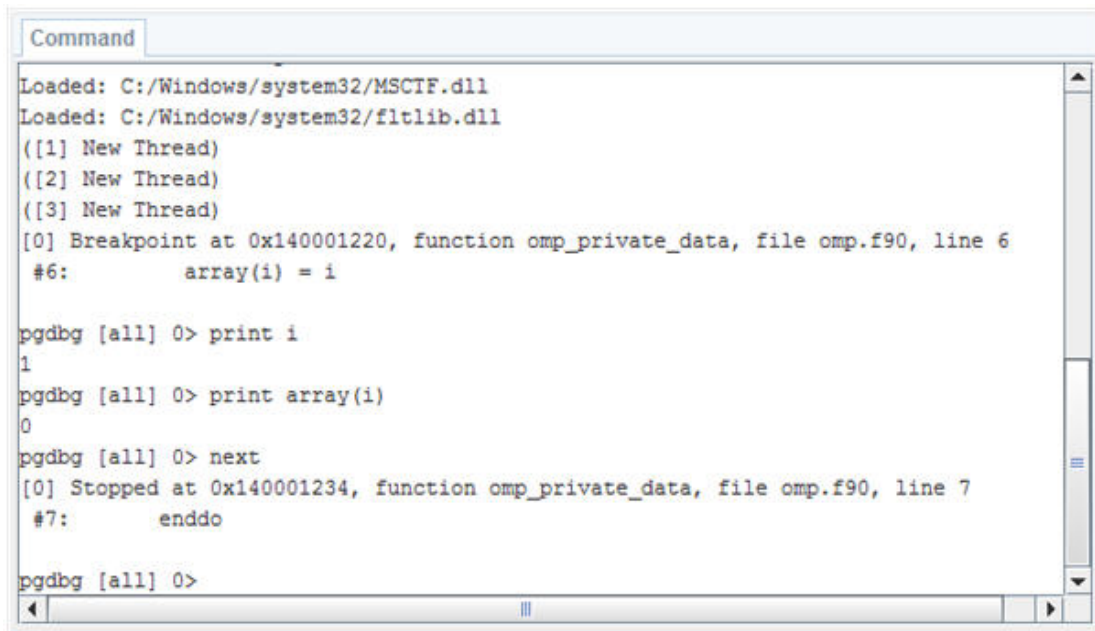 Command
Loaded: C:/Windows/system32/MSCTF.dll
Loaded: C:/Windows/system32/fltlib.dll
([1] New Thread)
([2] New Thread)
([3] New Thread)
[0] Breakpoint at 0x140001220, function omp_private_data, file omp.f90, line 6
#6:          array(i) = i
pgdbg [all] 0> print i
1
pgdbg [all] 0> print array(i)
0
pgdbg [all] 0> next
[0] Stopped at 0x140001234, function omp_private_data, file omp.f90, line 7
#7:        enddo
pgdbg [all] 0>